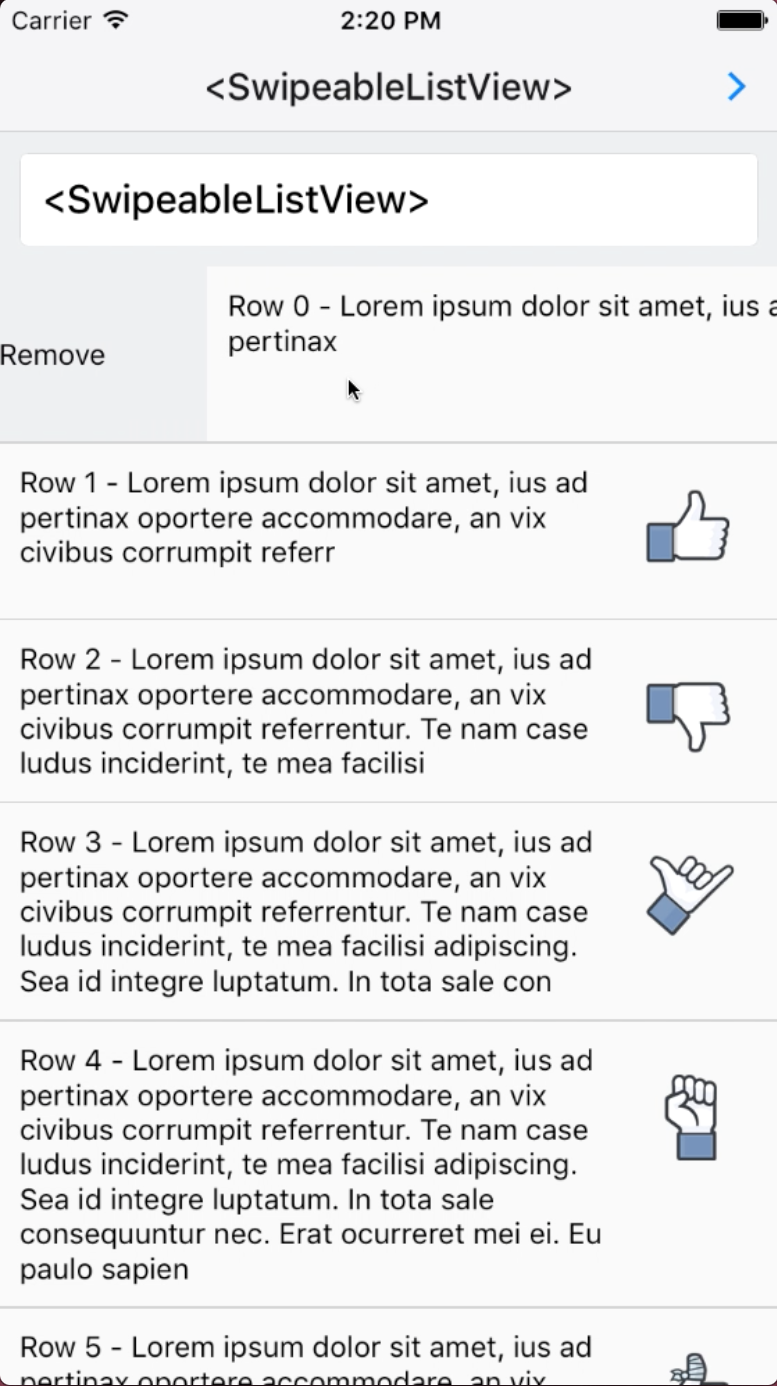 Carrier 2:20 PM
<SwipeableListView>
<SwipeableListView>
Remove
Row 0 - Lorem ipsum dolor sit amet, ius a
pertinax
Row 1 - Lorem ipsum dolor sit amet, ius ad
pertinax oportere accommodare, an vix
civibus corrumpit referr
Row 2 - Lorem ipsum dolor sit amet, ius ad
pertinax oportere accommodare, an vix
civibus corrumpit referrentur. Te nam case
ludus inciderint, te mea facilisi
Row 3 - Lorem ipsum dolor sit amet, ius ad
pertinax oportere accommodare, an vix
civibus corrumpit referrentur. Te nam case
ludus inciderint, te mea facilisi adipiscing.
Sea id integre luptatum. In tota sale con
Row 4 - Lorem ipsum dolor sit amet, ius ad
pertinax oportere accommodare, an vix
civibus corrumpit referrentur. Te nam case
ludus inciderint, te mea facilisi adipiscing.
Sea id integre luptatum. In tota sale
consequuntur nec. Erat ocurreret mei ei. Eu
paulo sapien
Row 5 - Lorem ipsum dolor sit amet, ius ad
pertinax oportere accommodare, an vix